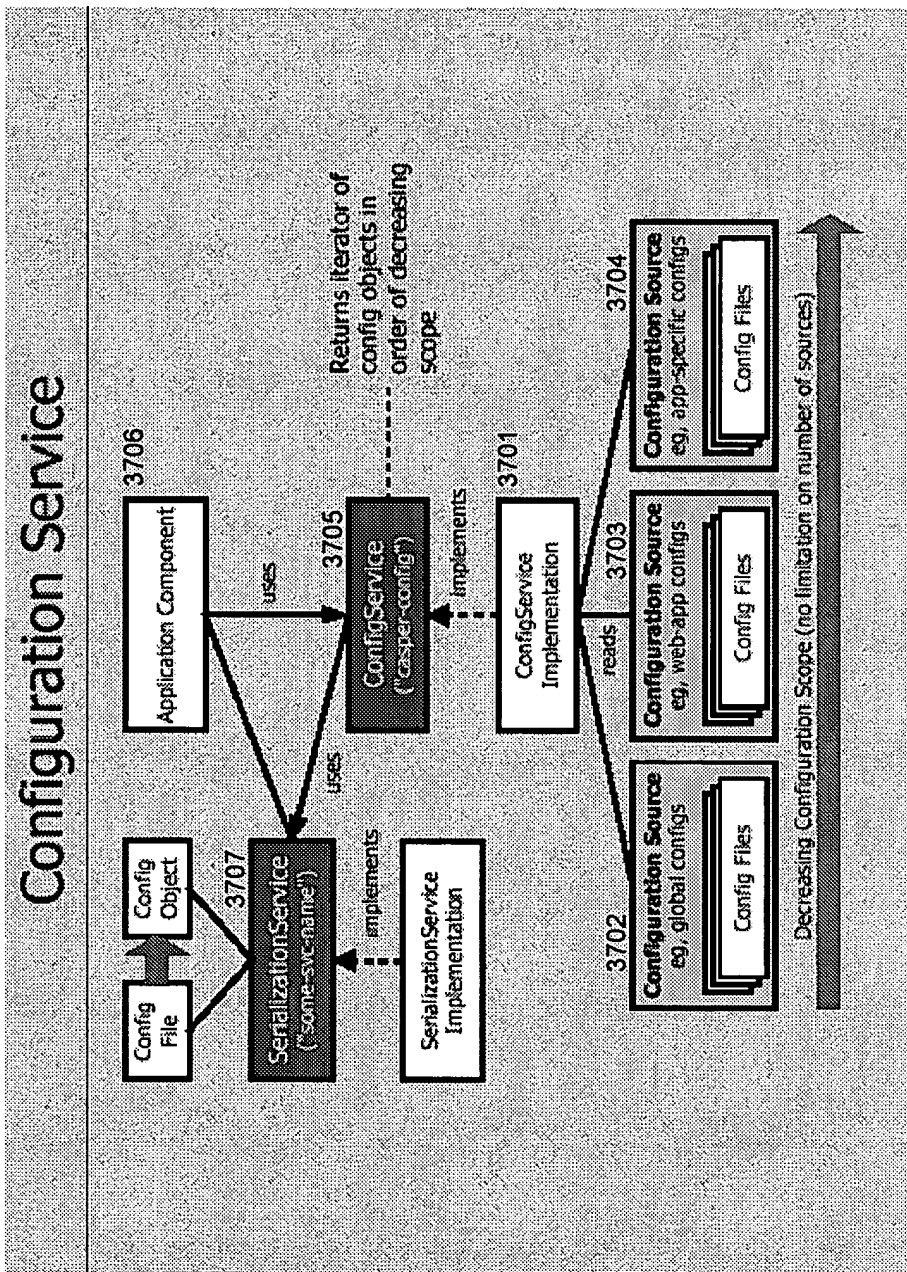 Configuration Service
Config
File
Config
Object
3707
SerializationService
("some-svc-name")
implements
SerializationService
Implementation
Application Component
3706
uses
uses
3705
ConfigService
("casper-config")
Returns iterator of
config objects in
order of decreasing
scope
implements
3701
ConfigService
Implementation
reads
3702
Configuration Source
eg, global configs
Config Files
3703
Configuration Source
eg, web-app configs
Config Files
3704
Configuration Source
eg, app-specific configs
Config Files
Decreasing Configuration Scope (no limitation on number of sources)